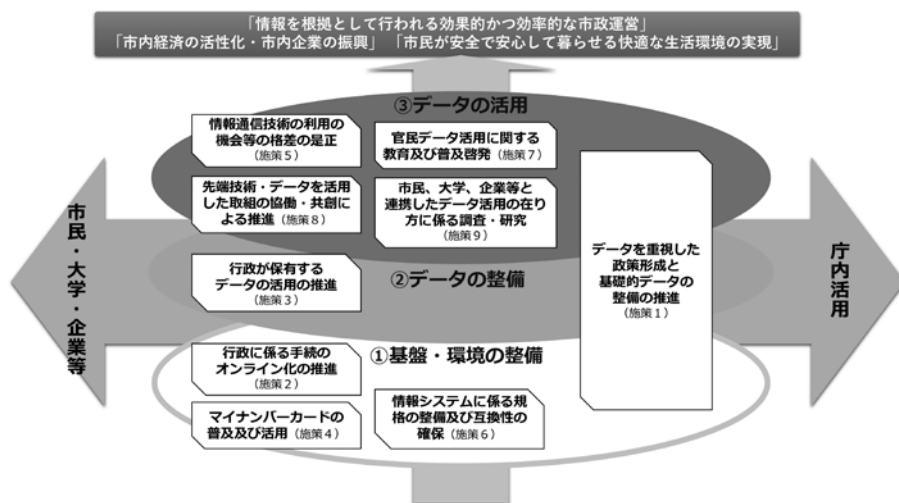 「情報を根拠として行われる効果的かつ効率的な市政運営」
「市内経済の活性化・市内企業の振興」 「市民が安全で安心して暮らせる快適な生活環境の実現」
③データの活用
情報通信技術の利用の
機会等の格差の是正
(施策5)
官民データ活用に関する
教育及び普及啓発(施策7)
先端技術・データを活用
した取組の協働・共創に
よる推進(施策8)
市民、大学、企業等と
連携したデータ活用の在り
方に係る調査・研究
(施策9)
データを重視した
政策形成と
基礎的データの
整備の推進
(施策1)
市民・大学・企業等
庁内活用
行政が保有する
データの活用の推進
(施策3)
②データの整備
①基盤・環境の整備
行政に係る手続の
オンライン化の推進
(施策2)
マイナンバーカードの
普及及び活用(施策4)
情報システムに係る規
格の整備及び互換性の
確保(施策6)